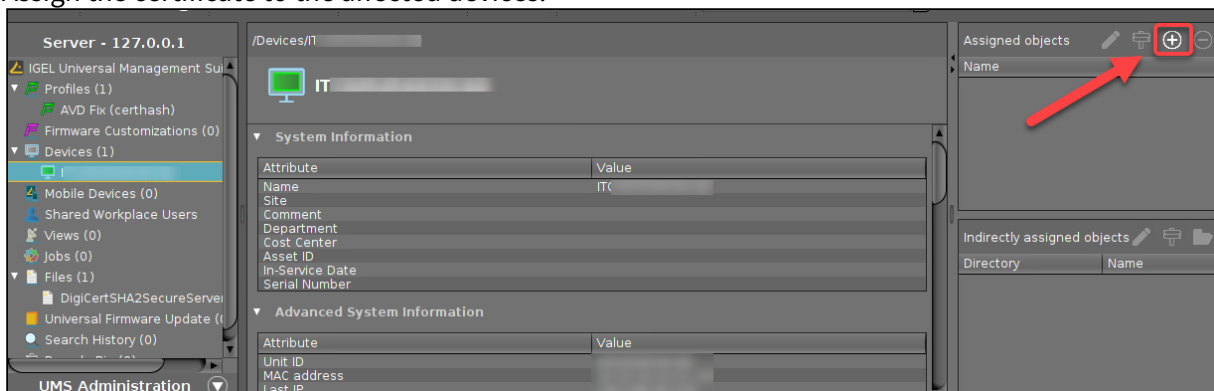 Assign the certificate to the affected devices.
Server - 127.0.0.1
IGEL Universal Management Sui
Profiles (1)
AVD Fix (certhash)
Firmware Customizations (0)
Devices (1)
I
Mobile Devices (0)
Shared Workplace Users
Views (0)
Jobs (0)
Files (1)
DigiCertSHA2SecureServer
Universal Firmware Update ((
Search History (0)
UMS Administration
/Devices/IT
IT
System Information
Attribute Value
Name IT(
Site
Comment
Department
Cost Center
Asset ID
In-Service Date
Serial Number
Advanced System Information
Attribute Value
Unit ID
MAC address
Last IP
Assigned objects
Name
Indirectly assigned objects
Directory Name